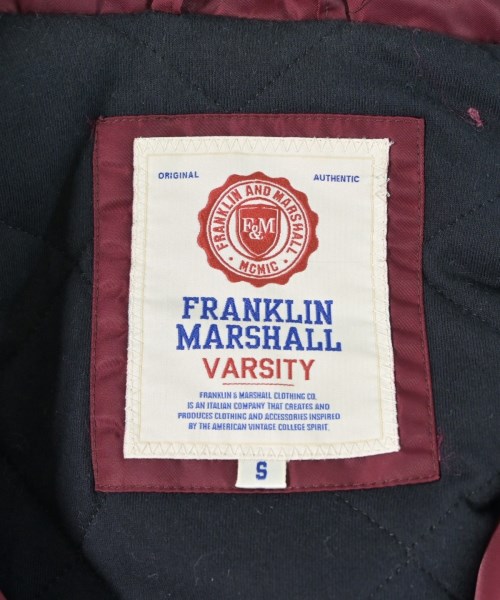 ORIGINAL AUTHENTIC
FRANKLIN AND MARSHALL
F&M
MCMIC
FRANKLIN
MARSHALL
VARSITY
FRANKLIN & MARSHALL CLOTHING CO.
IS AN ITALIAN COMPANY THAT CREATES AND
PRODUCES CLOTHING AND ACCESSORIES INSPIRED
BY THE AMERICAN VINTAGE COLLEGE SPIRIT.
S